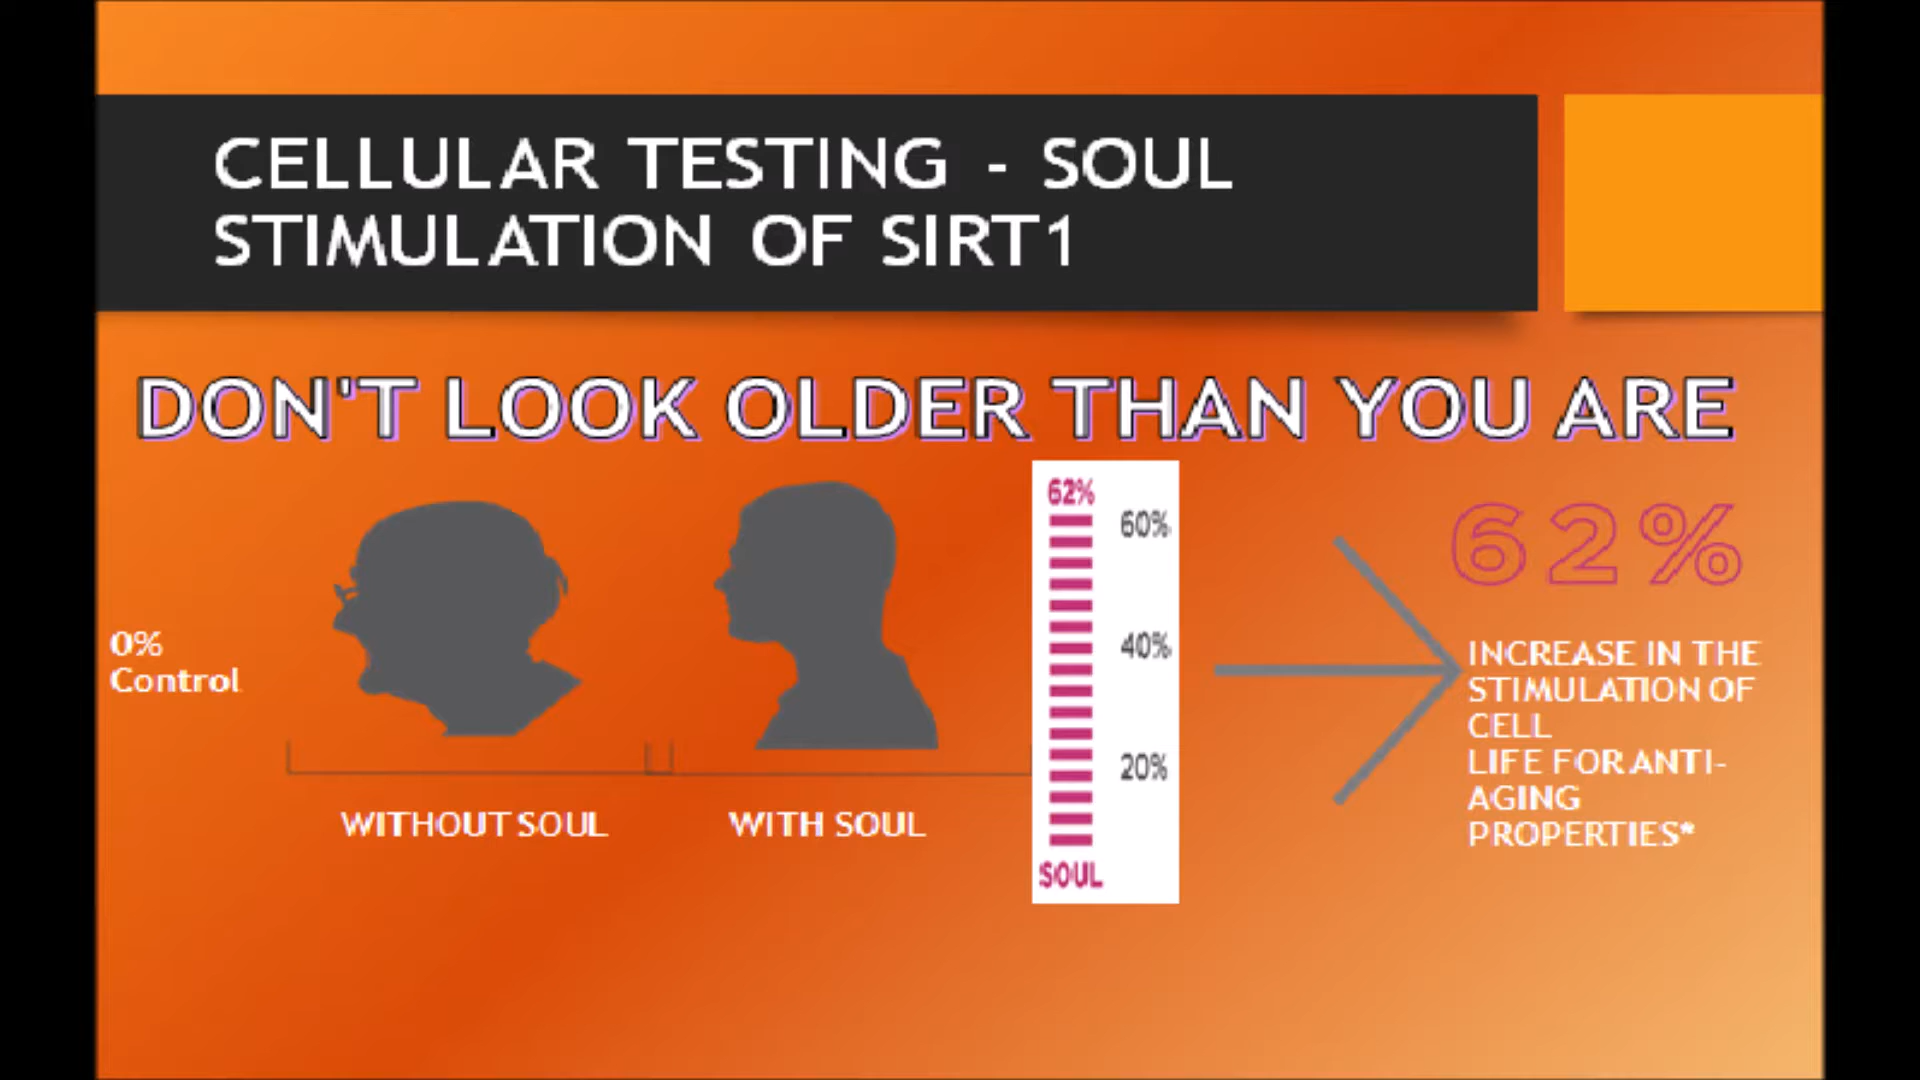 CELLULAR TESTING - SOUL
STIMULATION OF SIRT1
DON'T LOOK OLDER THAN YOU ARE
0%
Control
WITHOUT SOUL
WITH SOUL
62%
60%
40%
20%
SOUL
62%
INCREASE IN THE
STIMULATION OF
CELL
LIFE FOR ANTI-
AGING
PROPERTIES*